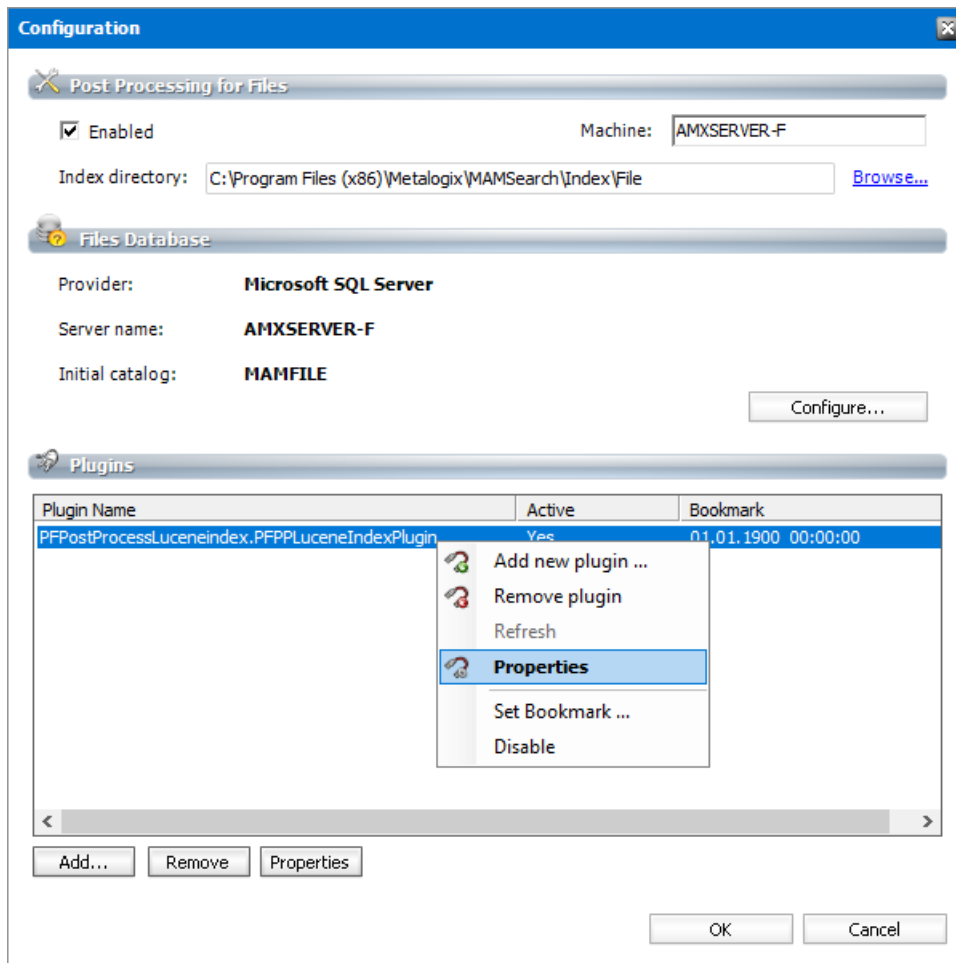 Configuration
Post Processing for Files
Enabled Machine: AMXSERVER-F
Index directory: C:\Program Files (x86)\Metalogix\MAMSearch\Index\File Browse...
Files Database
Provider: Microsoft SQL Server
Server name: AMXSERVER-F
Initial catalog: MAMFILE
Configure...
Plugins
Plugin Name Active Bookmark
PFPostProcessLuceneindex.PFPPLuceneIndexPlugin Yes 01.01.1900 00:00:00
Add new plugin ...
Remove plugin
Refresh
Properties
Set Bookmark ...
Disable
Add... Remove Properties
OK Cancel